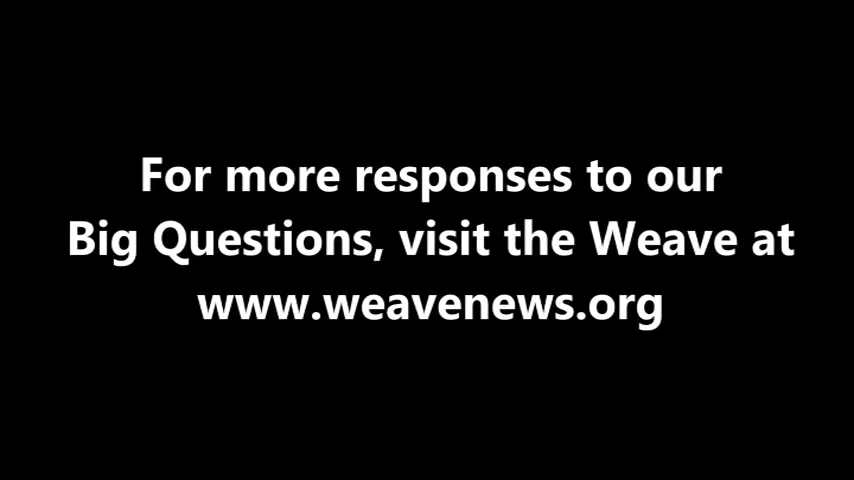 For more responses to our
Big Questions, visit the Weave at
www.weavenews.org